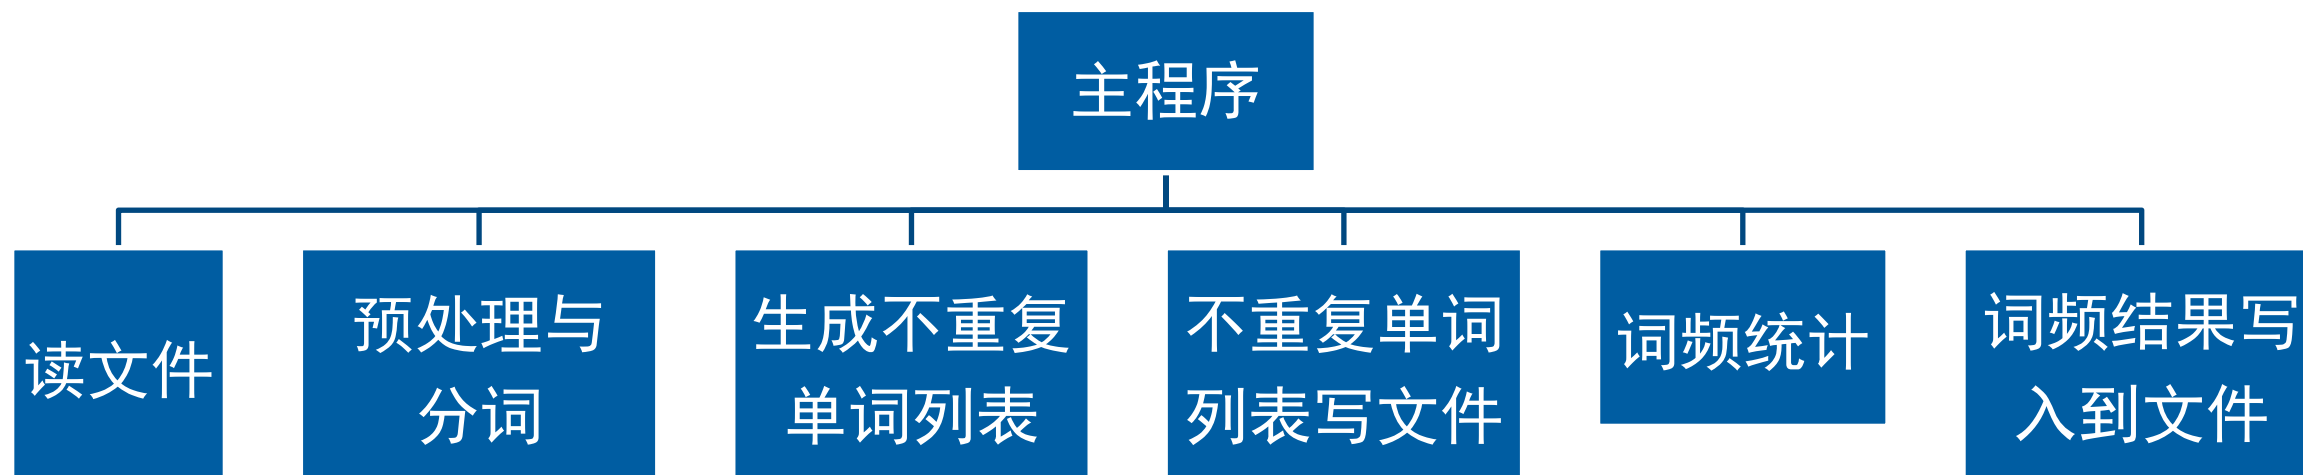 主程序
读文件
预处理与
分词
生成不重复
单词列表
不重复单词
列表写文件
词频统计
词频结果写
入到文件